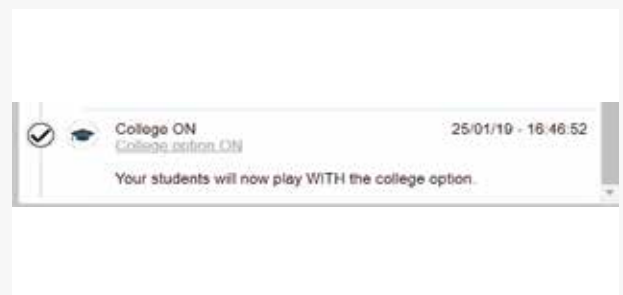 College ON 25/01/19 - 16:46:52
College option ON
Your students will now play WITH the college option.